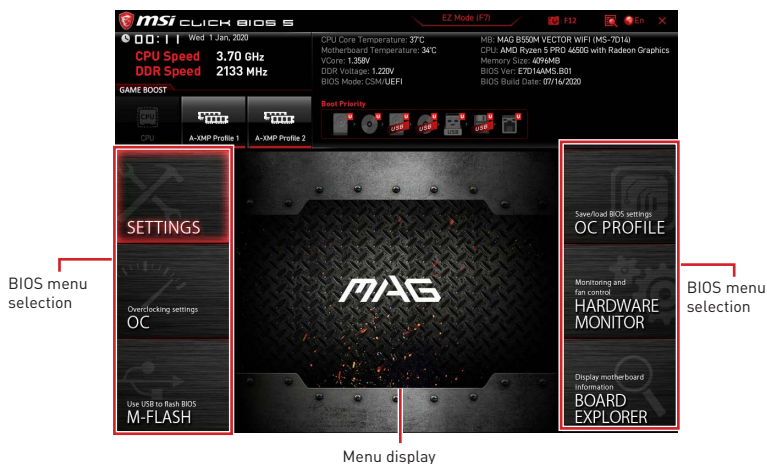 msi CLICK BIOS 5
EZ Mode (F7)
F12
En
X
Wed 1 Jan, 2020
CPU Speed 3.70 GHz
DDR Speed 2133 MHz
GAME BOOST
CPU
CPU
A-XMP Profile 1
A-XMP Profile 2
CPU Core Temperature: 37°C
Motherboard Temperature: 34°C
VCore: 1.358V
DDR Voltage: 1.220V
BIOS Mode: CSM/UEFI
MB: MAG B550M VECTOR WIFI (MS-7D14)
CPU: AMD Ryzen 5 PRO 4650G with Radeon Graphics
Memory Size: 4096MB
BIOS Ver: E7D14AMS.B01
BIOS Build Date: 07/16/2020
Boot Priority
U U U U U U U
USB USB USB USB
SETTINGS
Overclocking settings
OC
Use USB to flash BIOS
M-FLASH
MAG
Save/load BIOS settings
OC PROFILE
Monitoring and
fan control
HARDWARE
MONITOR
Display motherboard
information
BOARD
EXPLORER
BIOS menu
selection
BIOS menu
selection
Menu display